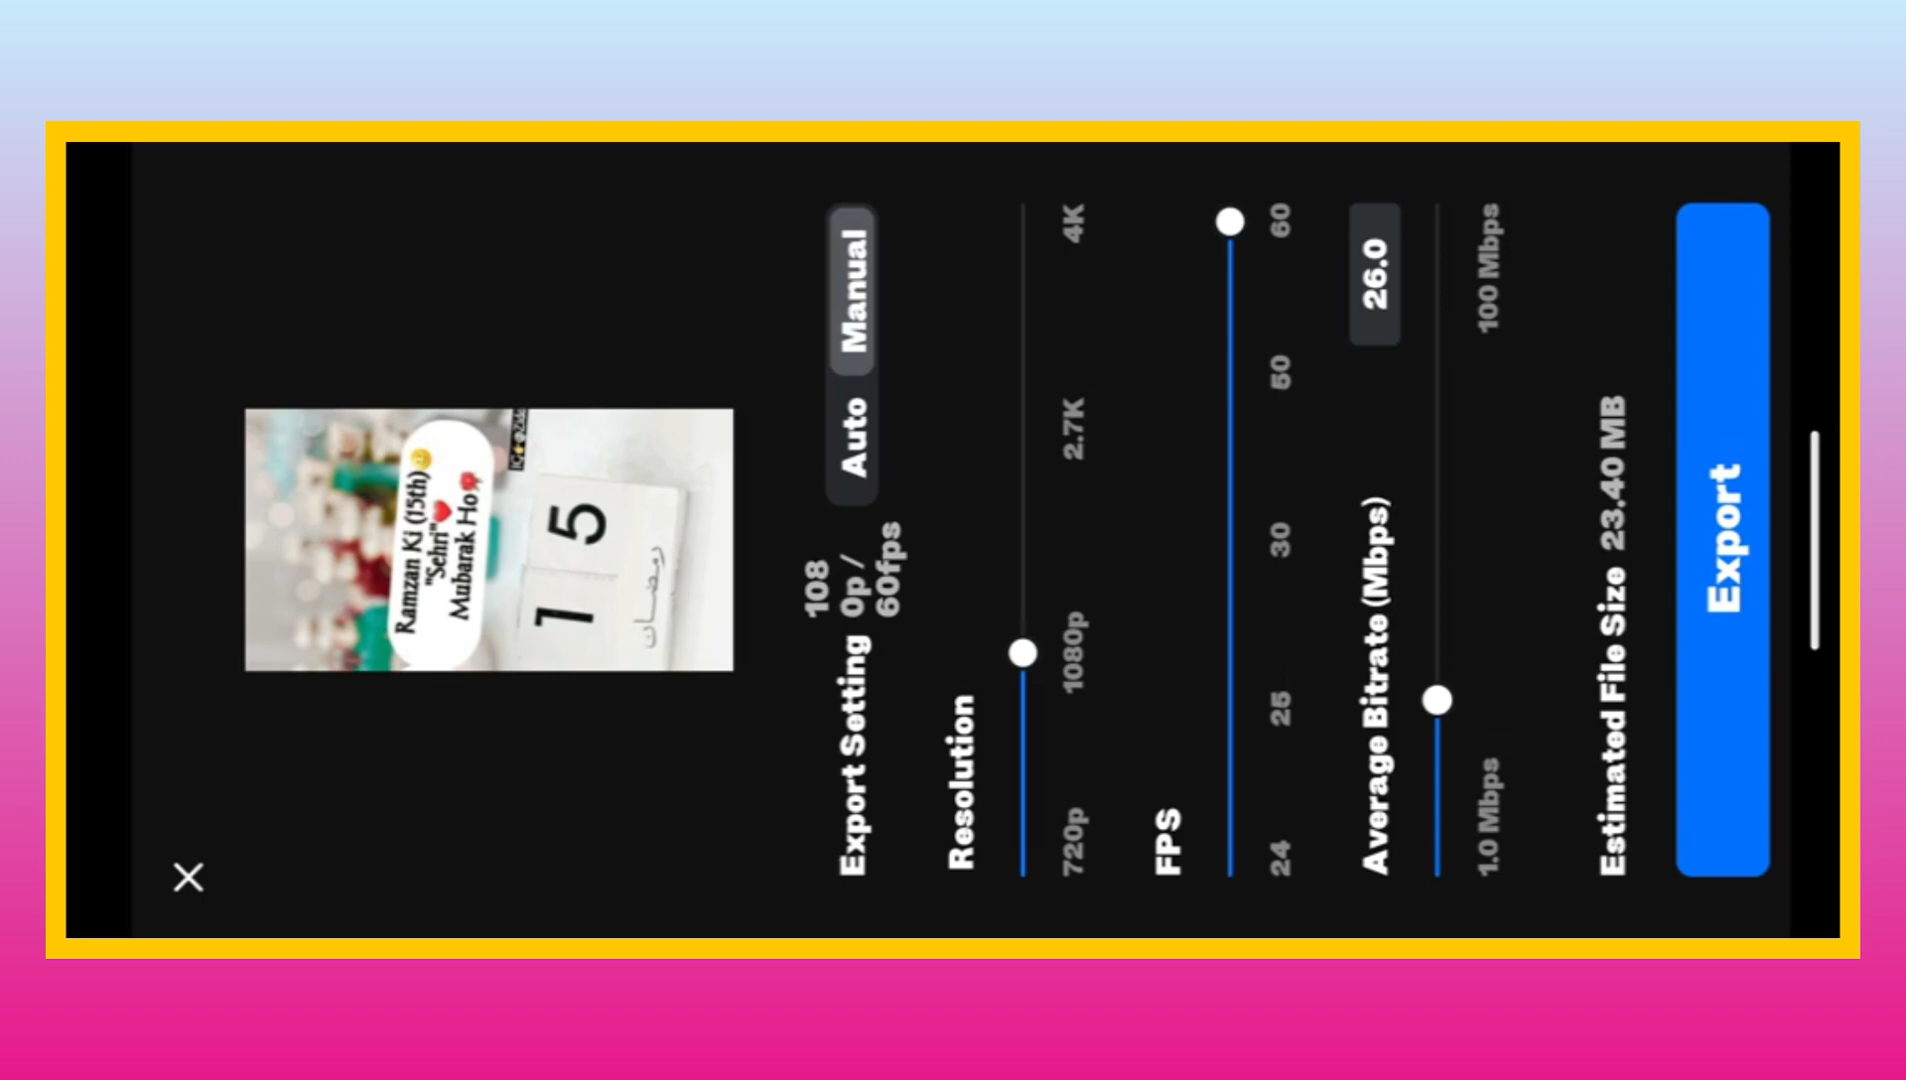 Ramzan Ki (15th)😊
"Sehri"❤️
Mubarak Ho🌹
1 5
رمضان
Export Setting 108
0p /
60fps
Auto Manual
Resolution
720p 1080p 2.7K 4K
FPS
24 25 30 50 60
Average Bitrate (Mbps) 26.0
1.0 Mbps 100 Mbps
Estimated File Size 23.40 MB
Export